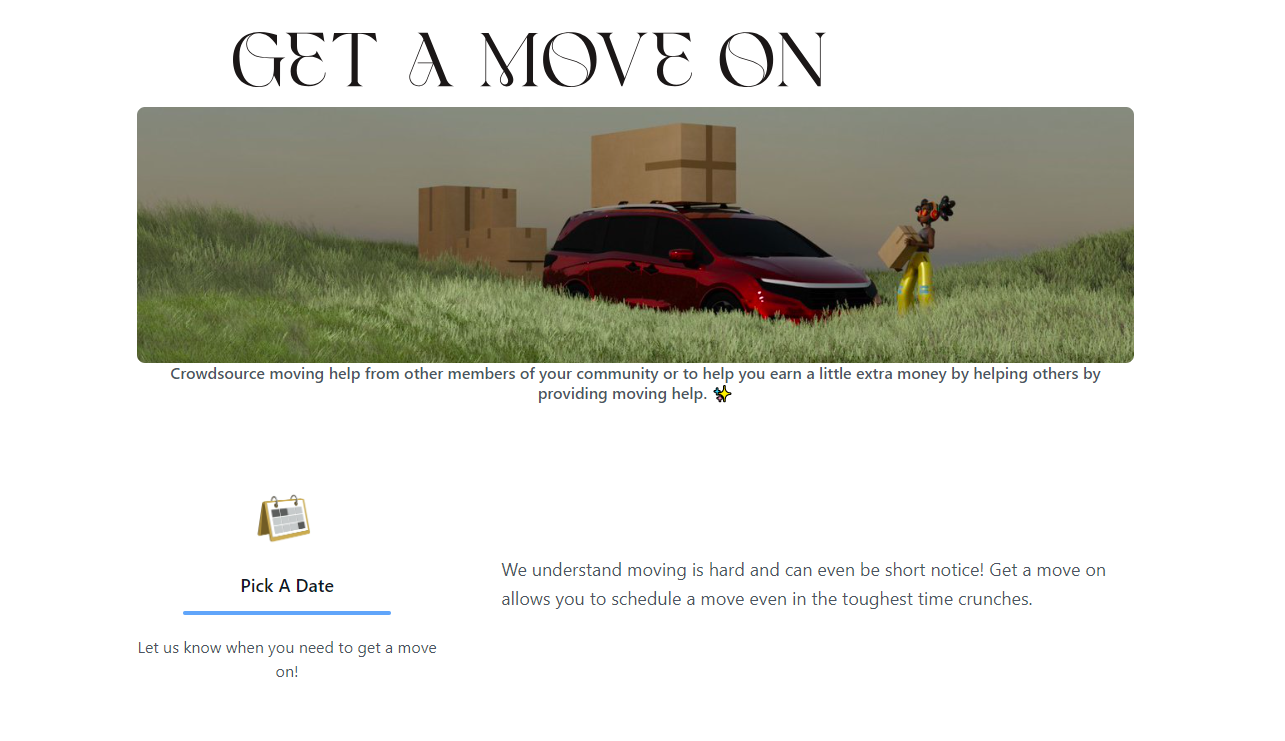 GET A MOVE ON
Crowdsource moving help from other members of your community or to help you earn a little extra money by helping others by
providing moving help. ✨
Pick A Date
Let us know when you need to get a move
on!
We understand moving is hard and can even be short notice! Get a move on
allows you to schedule a move even in the toughest time crunches.